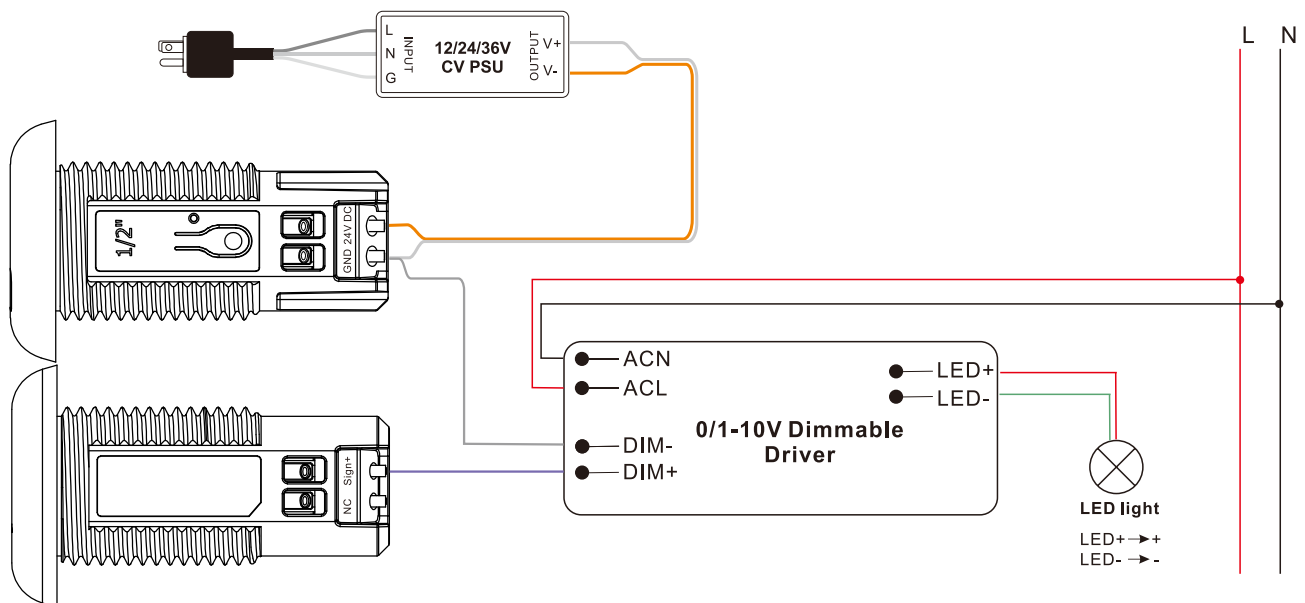 L
N
G
INPUT
12/24/36V
CV PSU
OUTPUT
V+
V-
L N
1/2"
GND 24V DC
ACN
ACL
LED+
LED-
0/1-10V Dimmable
Driver
DIM-
DIM+
NC Sign+
LED light
LED+→+
LED-→-